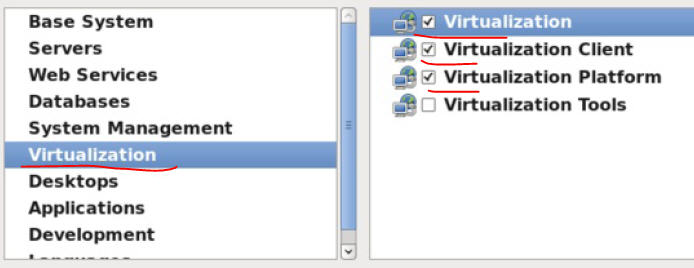 Base System
Servers
Web Services
Databases
System Management
Virtualization
Desktops
Applications
Development
Virtualization
Virtualization Client
Virtualization Platform
Virtualization Tools